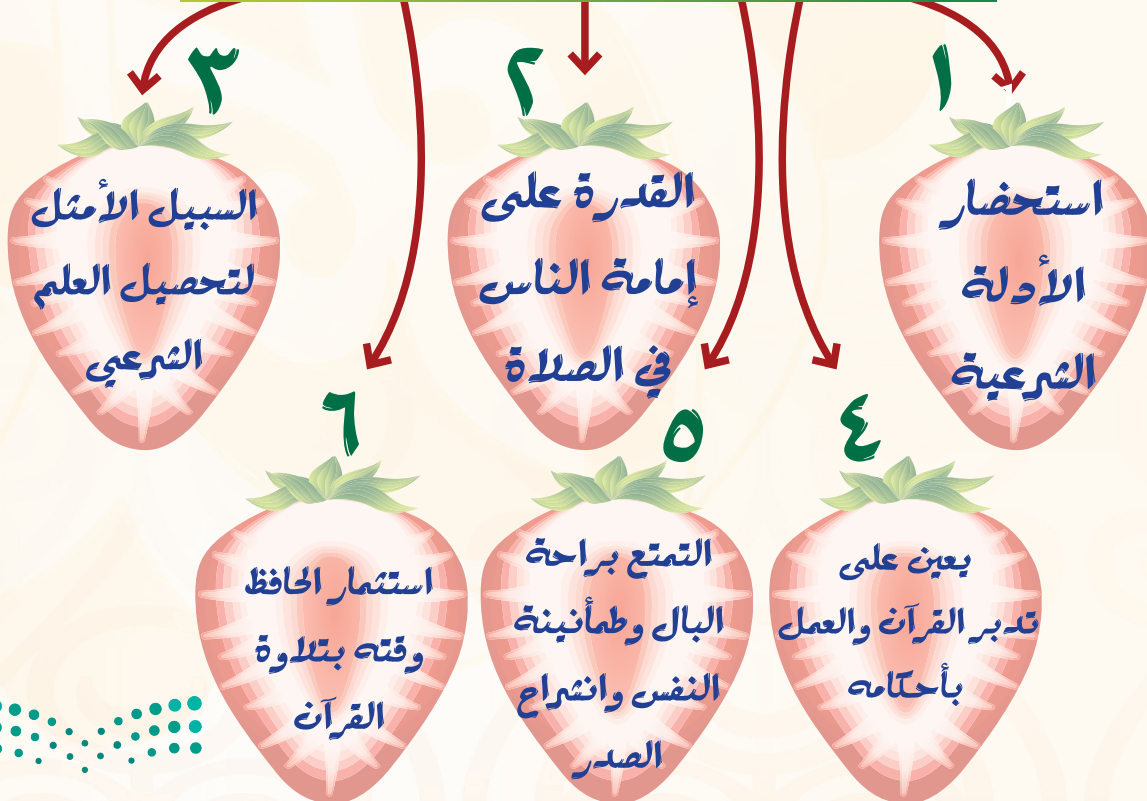 ١
استحضار
الأدلة
الشرعية
٢
القدرة على
إمامة الناس
في الصلاة
٣
السبيل الأمثل
لتحصيل العلم
الشرعي
٤
يعين على
تدبر القرآن والعمل
بأحكامه
٥
التمتع براحة
البال وطمأنينة
النفس وانشراح
الصدر
٦
استثمار الحافظ
وقته بتلاوة
القرآن